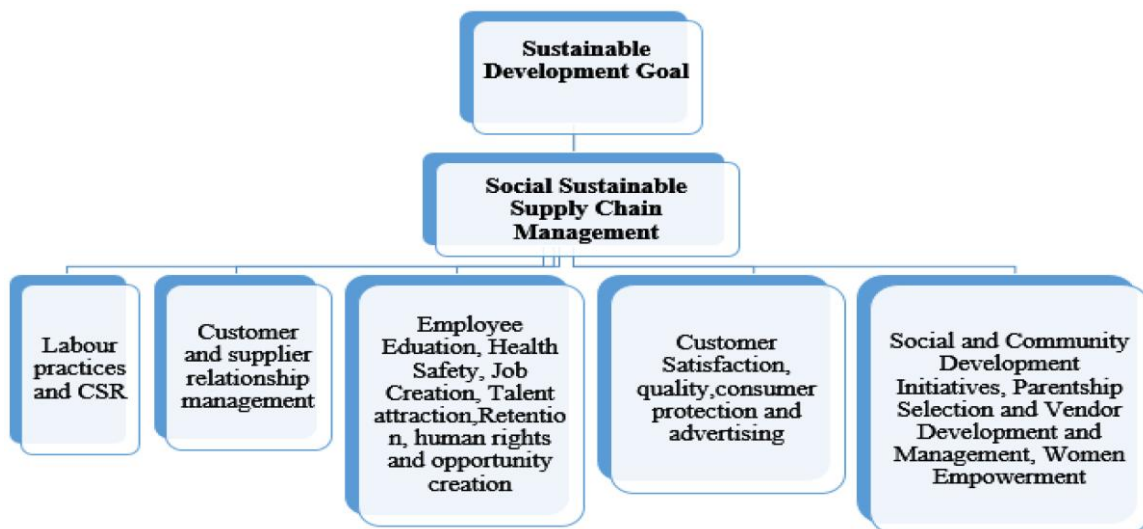 Sustainable
Development Goal
Social Sustainable
Supply Chain
Management
Labour
practices
and CSR
Customer
and supplier
relationship
management
Employee
Eduation, Health
Safety, Job
Creation, Talent
attraction,Retentio
n, human rights
and opportunity
creation
Customer
Satisfaction,
quality,consumer
protection and
advertising
Social and Community
Development
Initiatives, Parentship
Selection and Vendor
Development and
Management, Women
Empowerment